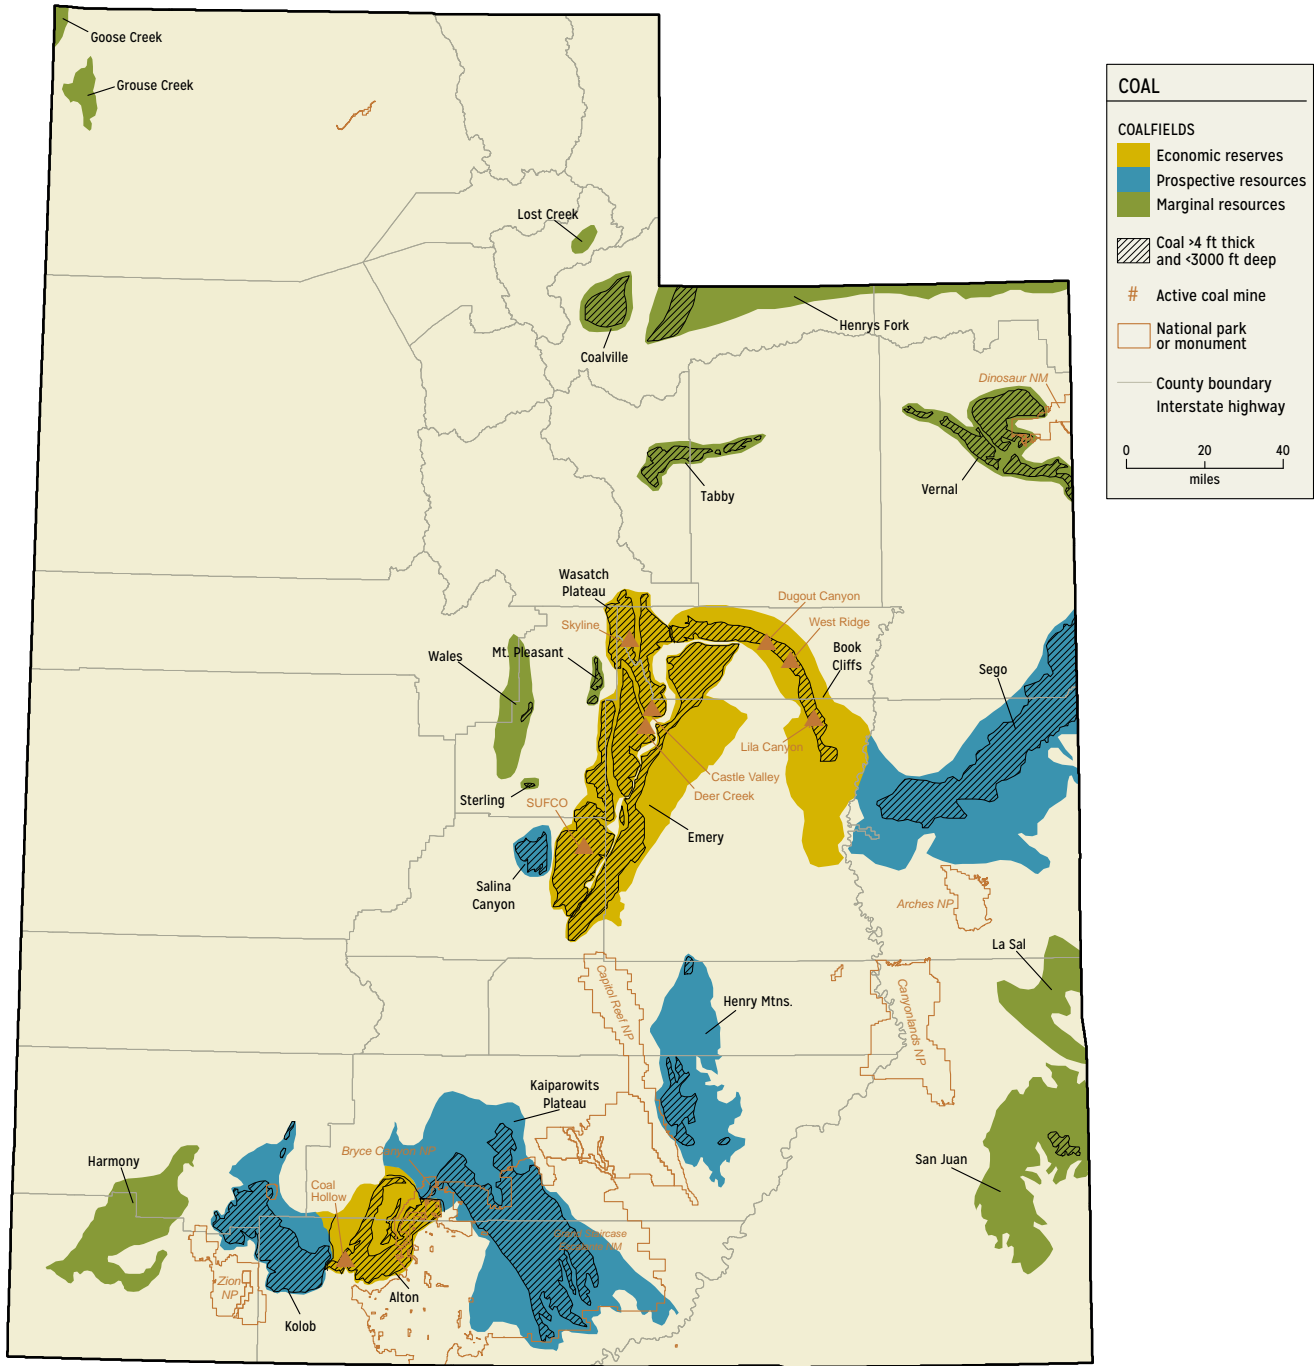 Goose Creek
Grouse Creek
COAL
COALFIELDS
Economic reserves
Prospective resources
Marginal resources
Coal >4 ft thick
and <3000 ft deep
# Active coal mine
National park
or monument
County boundary
Interstate highway
0 20 40
miles
Lost Creek
Henrys Fork
Coalville
Dinosaur NM
Tabby
Vernal
Wasatch
Plateau
Dugout Canyon
Skyline
West Ridge
Mt. Pleasant
Wales
Book
Cliffs
Sego
Lila Canyon
Castle Valley
Deer Creek
Sterling
SUFCO
Emery
Salina
Canyon
Arches NP
La Sal
Capitol Reef NP
Canyonlands NP
Henry Mtns.
Kaiparowits
Plateau
Bryce Canyon NP
Harmony
San Juan
Coal
Hollow
Staircase
NM
Zion
NP
Alton
Kolob